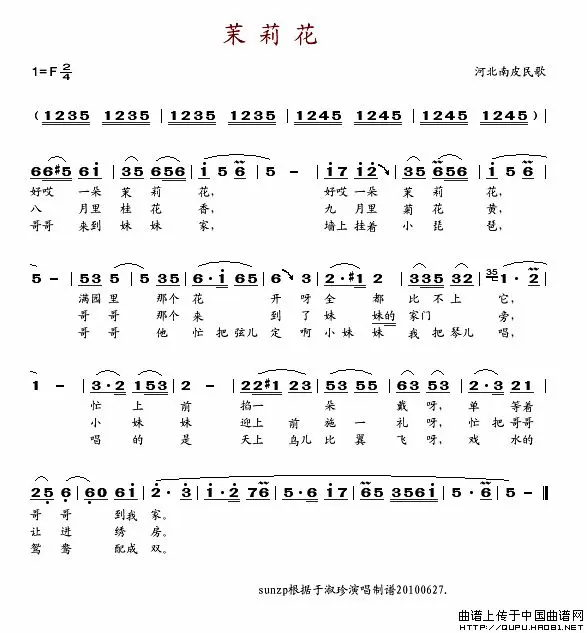 茉莉花
1=F 2/4 河北南皮民歌
( 1235 1235 | 1235 1235 | 1245 1245 | 1245 1245 ) |
66#56 6i | 35 656 | i 5 6 | 5 - | i7 i2 | 35 656 | i 5 6 |
好哎 一朵 茉 莉 花, 好哎 一朵 茉 莉 花,
八 月里 桂 花 香, 九 月里 菊 花 黄,
哥哥 来到 妹 妹 家, 墙上 挂着 小 琵 琶,
5 - | 53 5 | 35 5 | 6·i 65 | 6 3 | 2·#1 2 | 335 32 | 35 1·2 |
满园 里 那个 花 开 呀 全 都 比 不上 它,
哥 哥 那个 来 到 了 妹 妹的 家门 旁,
哥 哥 他 忙 把 弦儿 定 啊 小妹 妹 我 把 琴儿 唱,
1 - | 3·2 153 | 2 - | 22#1 23 | 53 55 | 63 53 | 2·3 21 |
忙 上 前 掐一 朵 戴 呀, 单 等着
小 妹 妹 迎上 前 施 一 礼 呀, 忙 把 哥哥
唱 的 是 天上 鸟儿 比 翼 飞 呀, 戏 水的
25 6 | 60 6i | 2·3 | i·2 76 | 5·6 i7 | 65 356i | 5·6 | 5 - ‖
哥 哥 到我 家。
让 进 绣 房。
鸳 鸯 配成 双。
sunzp根据于淑珍演唱制谱20100627.
曲谱上传于中国曲谱网
HTTP://QUPU.HAO81.NET